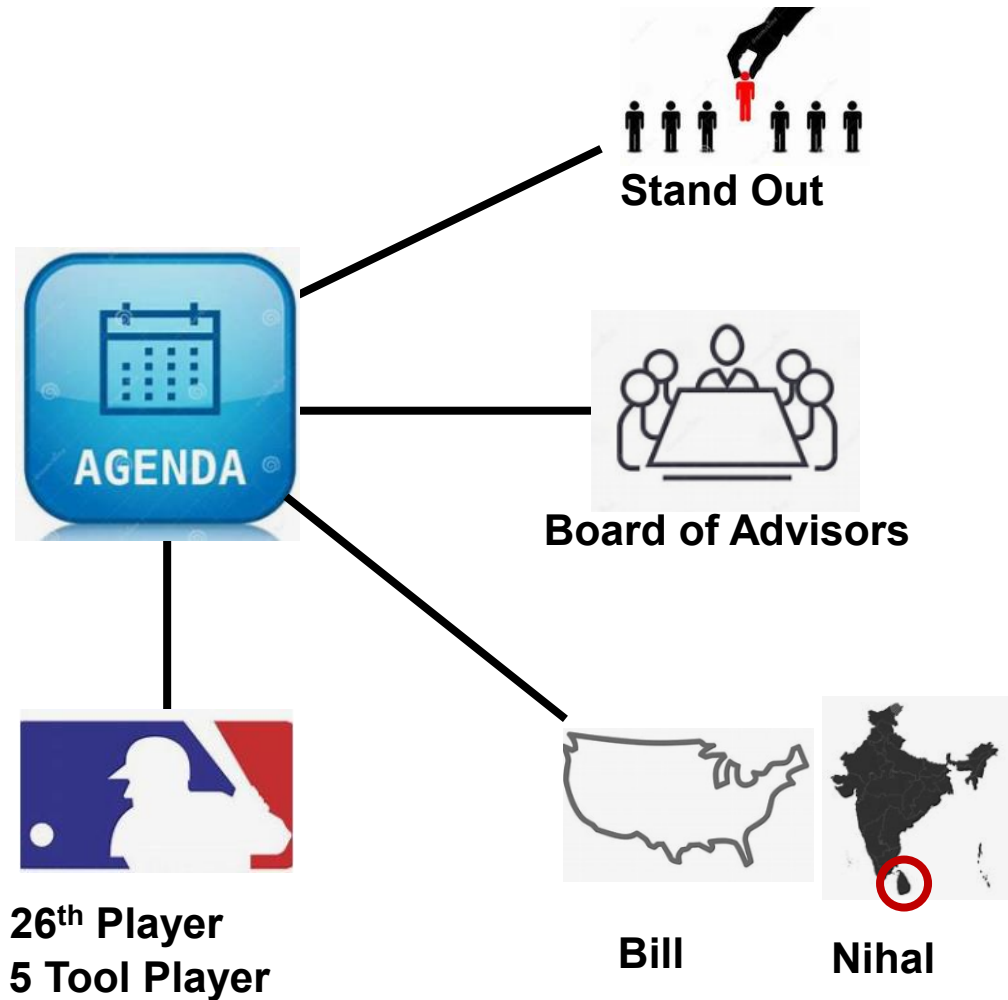 Stand Out
AGENDA
Board of Advisors
26th Player
5 Tool Player
Bill
Nihal